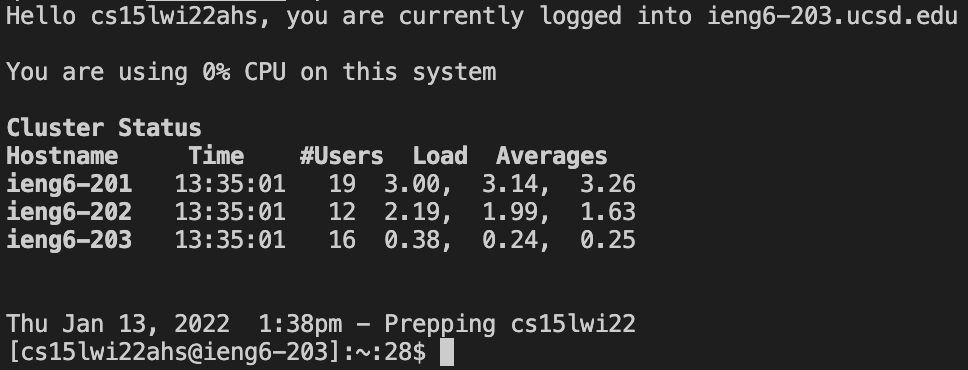 Hello cs15lwi22ahs, you are currently logged into ieng6-203.ucsd.edu
You are using 0% CPU on this system
Cluster Status
Hostname     Time    #Users  Load  Averages
ieng6-201   13:35:01   19  3.00,  3.14,  3.26
ieng6-202   13:35:01   12  2.19,  1.99,  1.63
ieng6-203   13:35:01   16  0.38,  0.24,  0.25
Thu Jan 13, 2022  1:38pm - Prepping cs15lwi22
[cs15lwi22ahs@ieng6-203]:~:28$